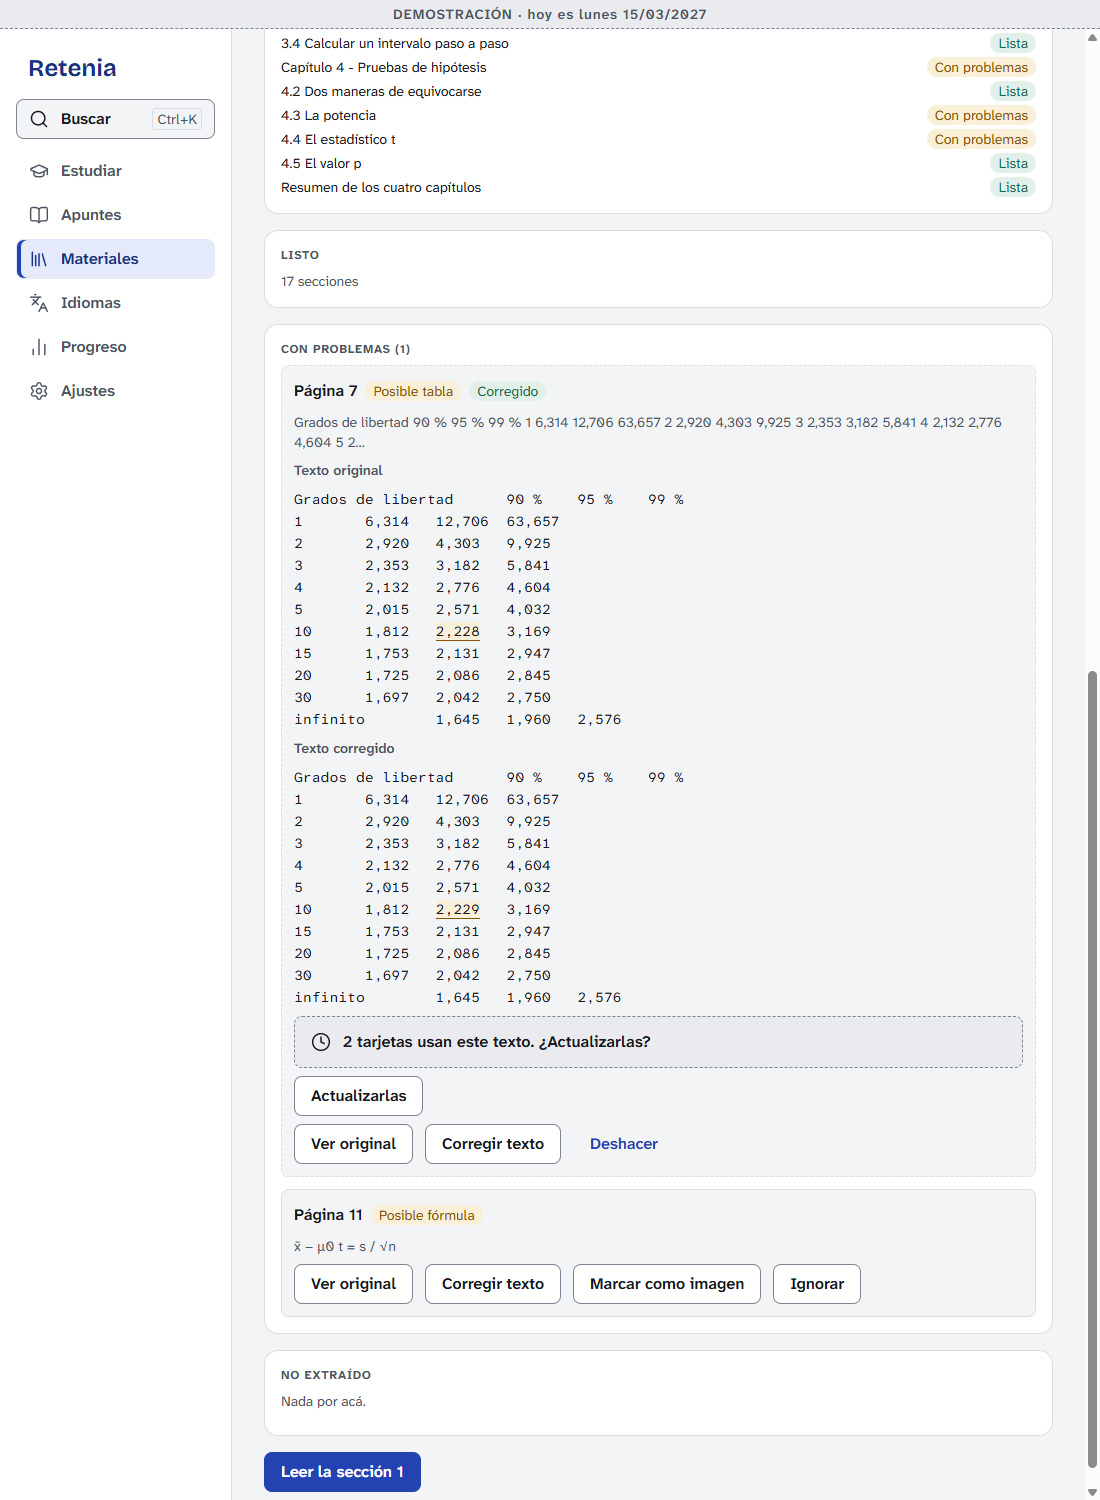 DEMOSTRACIÓN · hoy es lunes 15/03/2027
Retenia
Buscar Ctrl+K
Estudiar
Apuntes
Materiales
Idiomas
Progreso
Ajustes
3.4 Calcular un intervalo paso a paso Lista
Capítulo 4 - Pruebas de hipótesis Con problemas
4.2 Dos maneras de equivocarse Lista
4.3 La potencia Con problemas
4.4 El estadístico t Con problemas
4.5 El valor p Lista
Resumen de los cuatro capítulos Lista
LISTO
17 secciones
CON PROBLEMAS (1)
Página 7 Posible tabla Corregido
Grados de libertad 90 % 95 % 99 % 1 6,314 12,706 63,657 2 2,920 4,303 9,925 3 2,353 3,182 5,841 4 2,132 2,776
4,604 5 2...
Texto original
Grados de libertad 90 % 95 % 99 %
1 6,314 12,706 63,657
2 2,920 4,303 9,925
3 2,353 3,182 5,841
4 2,132 2,776 4,604
5 2,015 2,571 4,032
10 1,812 2,228 3,169
15 1,753 2,131 2,947
20 1,725 2,086 2,845
30 1,697 2,042 2,750
infinito 1,645 1,960 2,576
Texto corregido
Grados de libertad 90 % 95 % 99 %
1 6,314 12,706 63,657
2 2,920 4,303 9,925
3 2,353 3,182 5,841
4 2,132 2,776 4,604
5 2,015 2,571 4,032
10 1,812 2,229 3,169
15 1,753 2,131 2,947
20 1,725 2,086 2,845
30 1,697 2,042 2,750
infinito 1,645 1,960 2,576
2 tarjetas usan este texto. ¿Actualizarlas?
Actualizarlas
Ver original Corregir texto Deshacer
Página 11 Posible fórmula
x̄ − μ0 t = s / √n
Ver original Corregir texto Marcar como imagen Ignorar
NO EXTRAÍDO
Nada por acá.
Leer la sección 1